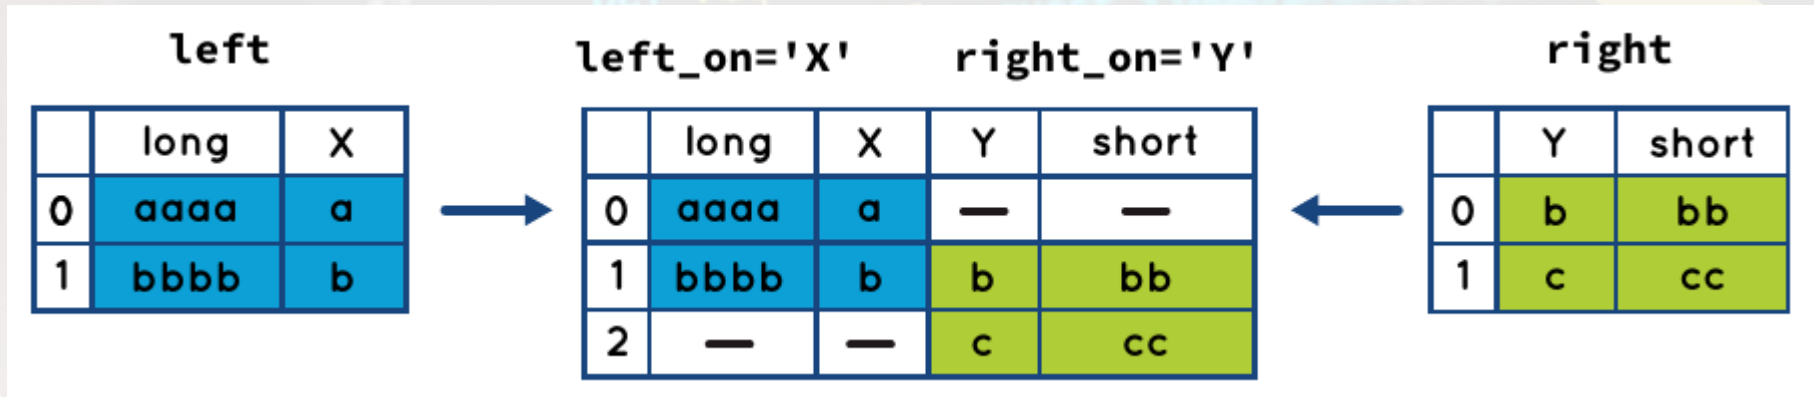 left left_on='X' right_on='Y' right
long X long X Y short Y short
0 aaaa a 0 aaaa a — — 0 b bb
1 bbbb b 1 bbbb b b bb 1 c cc
2 — — c cc